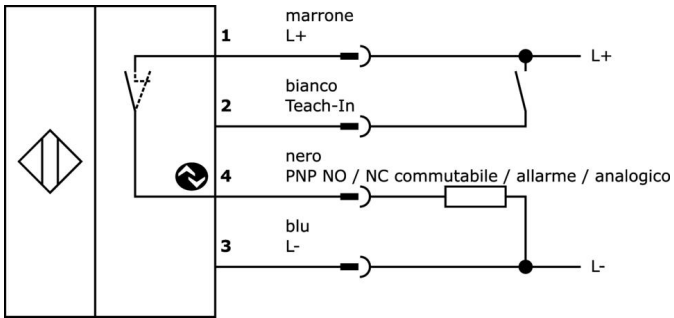 marrone
1 L+ L+
bianco
2 Teach-In
nero
4 PNP NO / NC commutabile / allarme / analogico
blu
3 L- L-